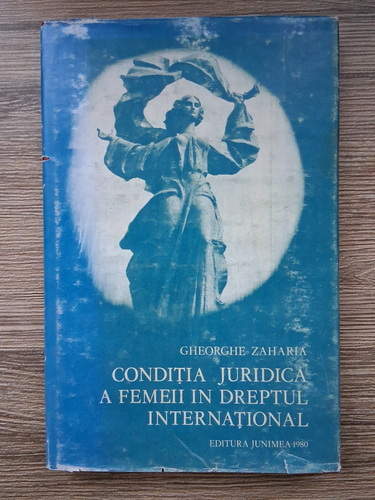 GHEORGHE ZAHARIA
CONDIȚIA JURIDICĂ
A FEMEII IN DREPTUL
INTERNAȚIONAL
EDITURA JUNIMEA-1980